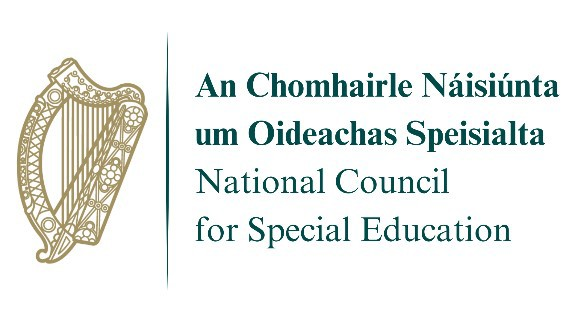 An Chomhairle Náisiúnta
um Oideachas Speisialta
National Council
for Special Education